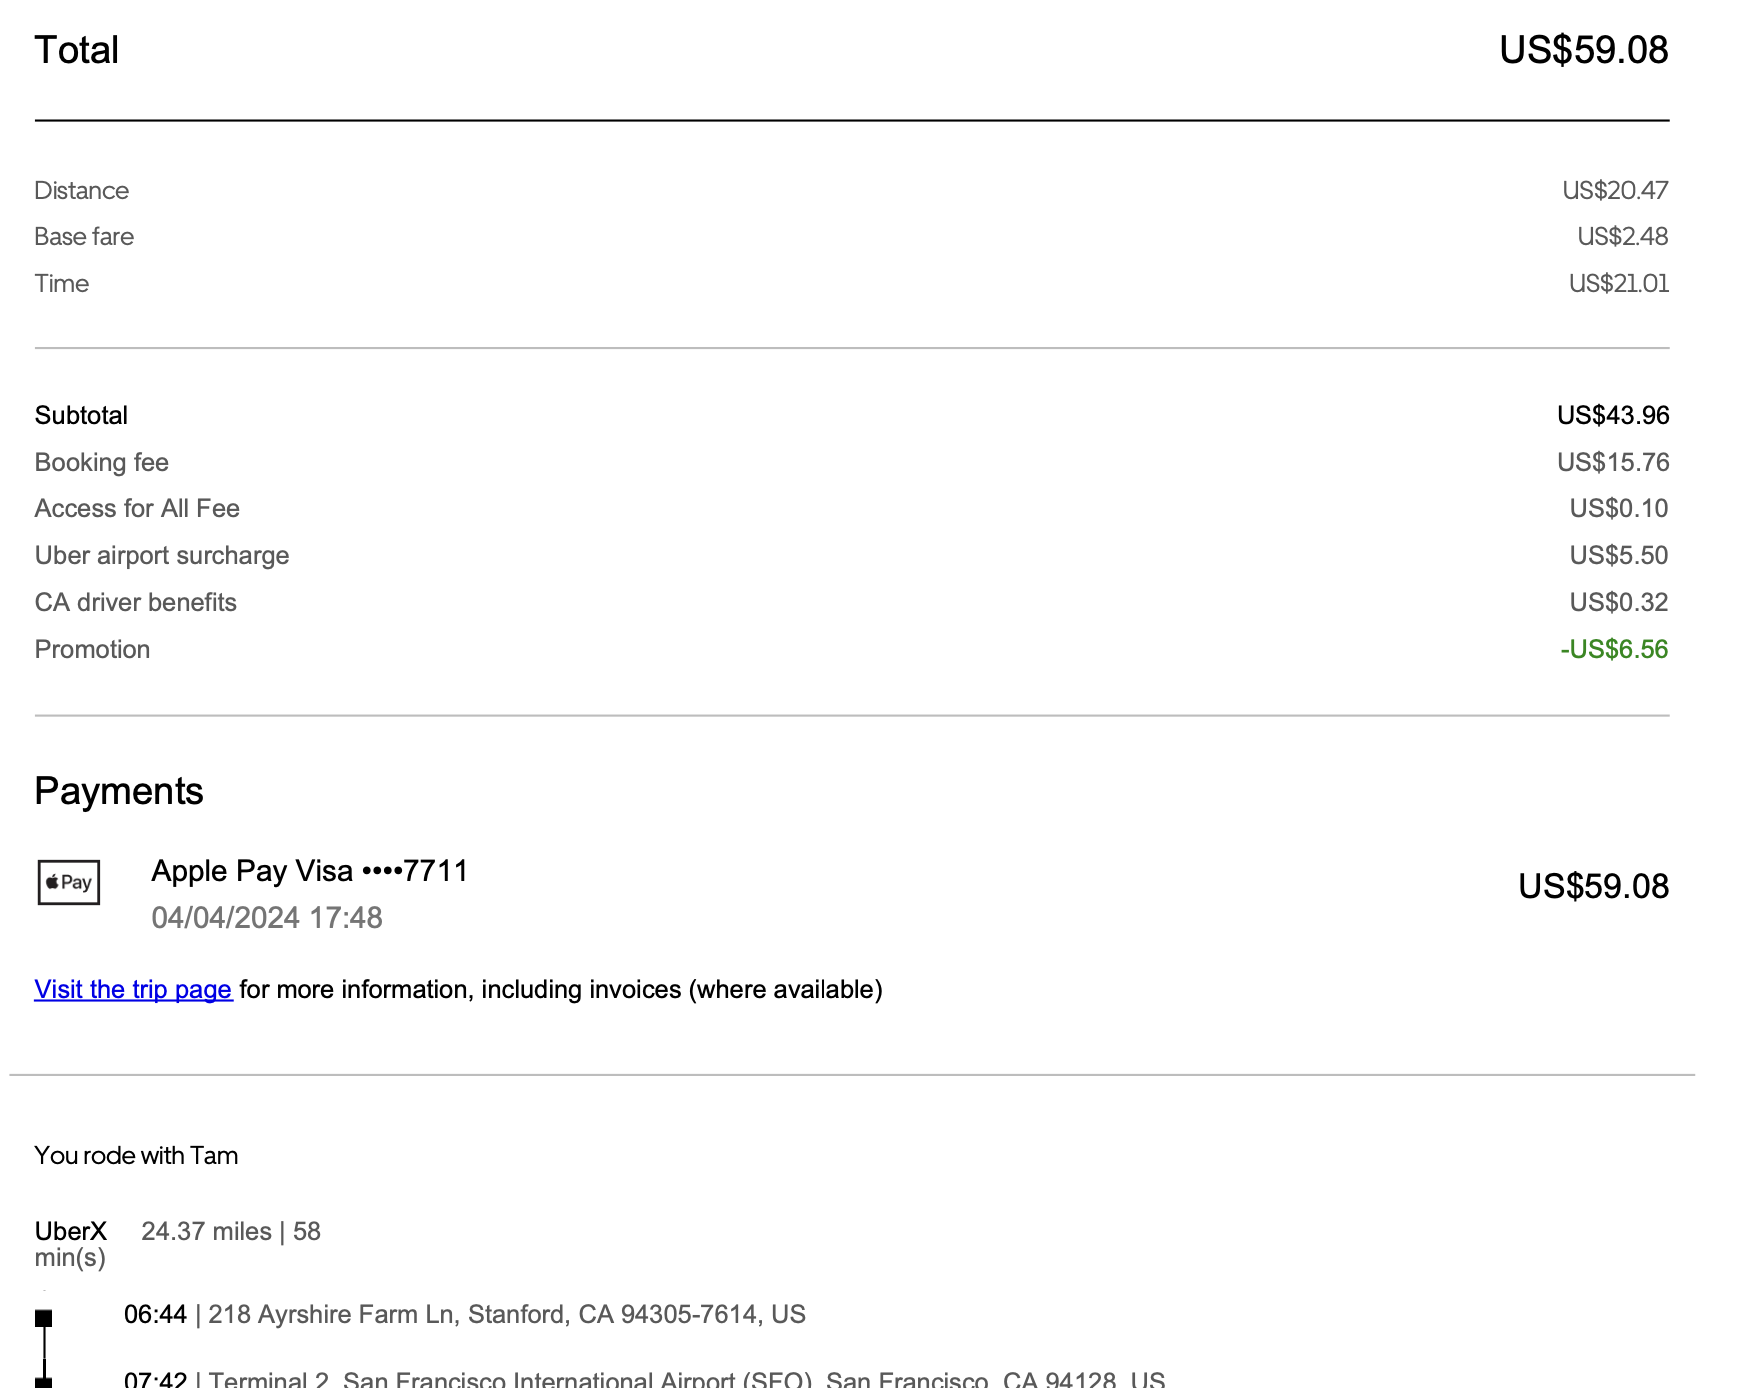 Total US$59.08
Distance US$20.47
Base fare US$2.48
Time US$21.01
Subtotal US$43.96
Booking fee US$15.76
Access for All Fee US$0.10
Uber airport surcharge US$5.50
CA driver benefits US$0.32
Promotion -US$6.56
Payments
Pay Apple Pay Visa ••••7711 US$59.08
04/04/2024 17:48
Visit the trip page for more information, including invoices (where available)
You rode with Tam
UberX 24.37 miles | 58
min(s)
06:44 | 218 Ayrshire Farm Ln, Stanford, CA 94305-7614, US
07:42 | Terminal 2, San Francisco International Airport (SFO), San Francisco, CA 94128, US